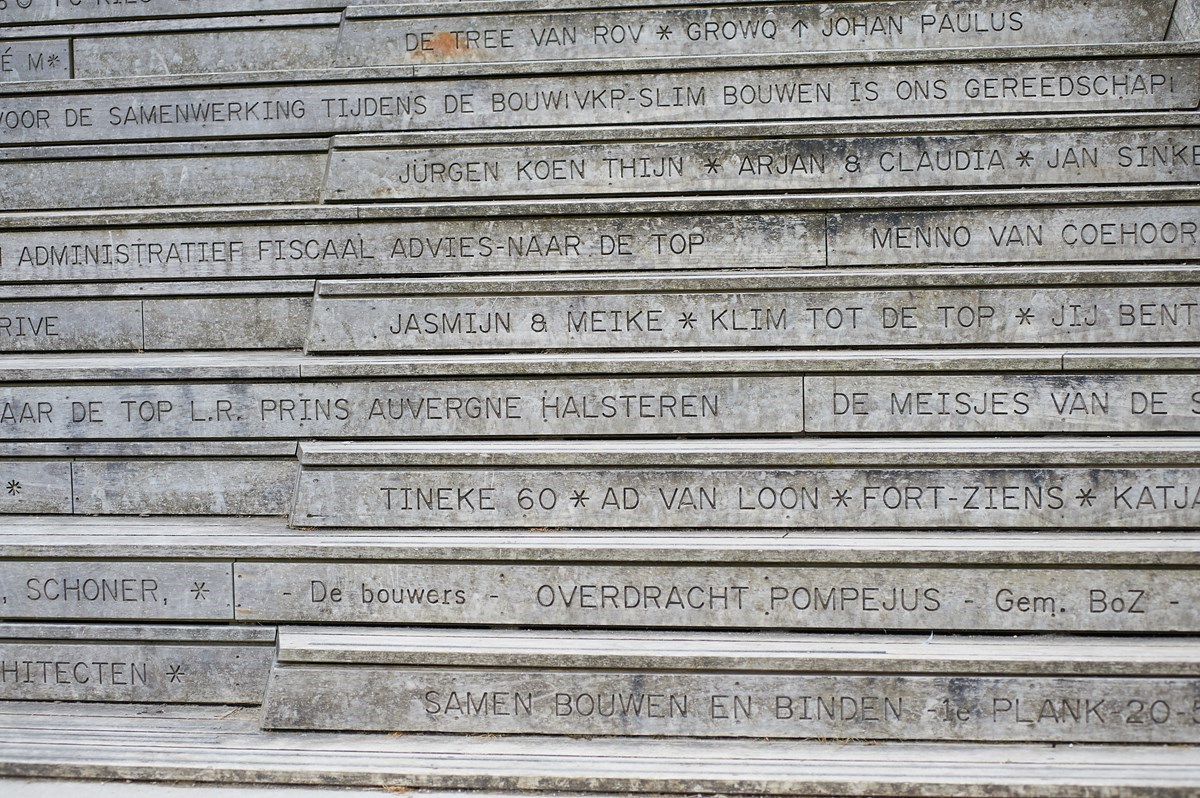 DE TREE VAN ROV * GROWQ ↑ JOHAN PAULUS
É M*
VOOR DE SAMENWERKING TIJDENS DE BOUW! VKP-SLIM BOUWEN IS ONS GEREEDSCHAP!
JÜRGEN KOEN THIJN * ARJAN & CLAUDIA * JAN SINKE
ADMINISTRATIEF FISCAAL ADVIES-NAAR DE TOP MENNO VAN COEHOOR
RIVE JASMIJN & MEIKE * KLIM TOT DE TOP * JIJ BENT
AAR DE TOP L.R. PRINS AUVERGNE HALSTEREN DE MEISJES VAN DE S
* TINEKE 60 * AD VAN LOON * FORT-ZIENS * KATJA
, SCHONER, * - De bouwers - OVERDRACHT POMPEJUS - Gem. BoZ -
HITECTEN * SAMEN BOUWEN EN BINDEN -1e PLANK-20-